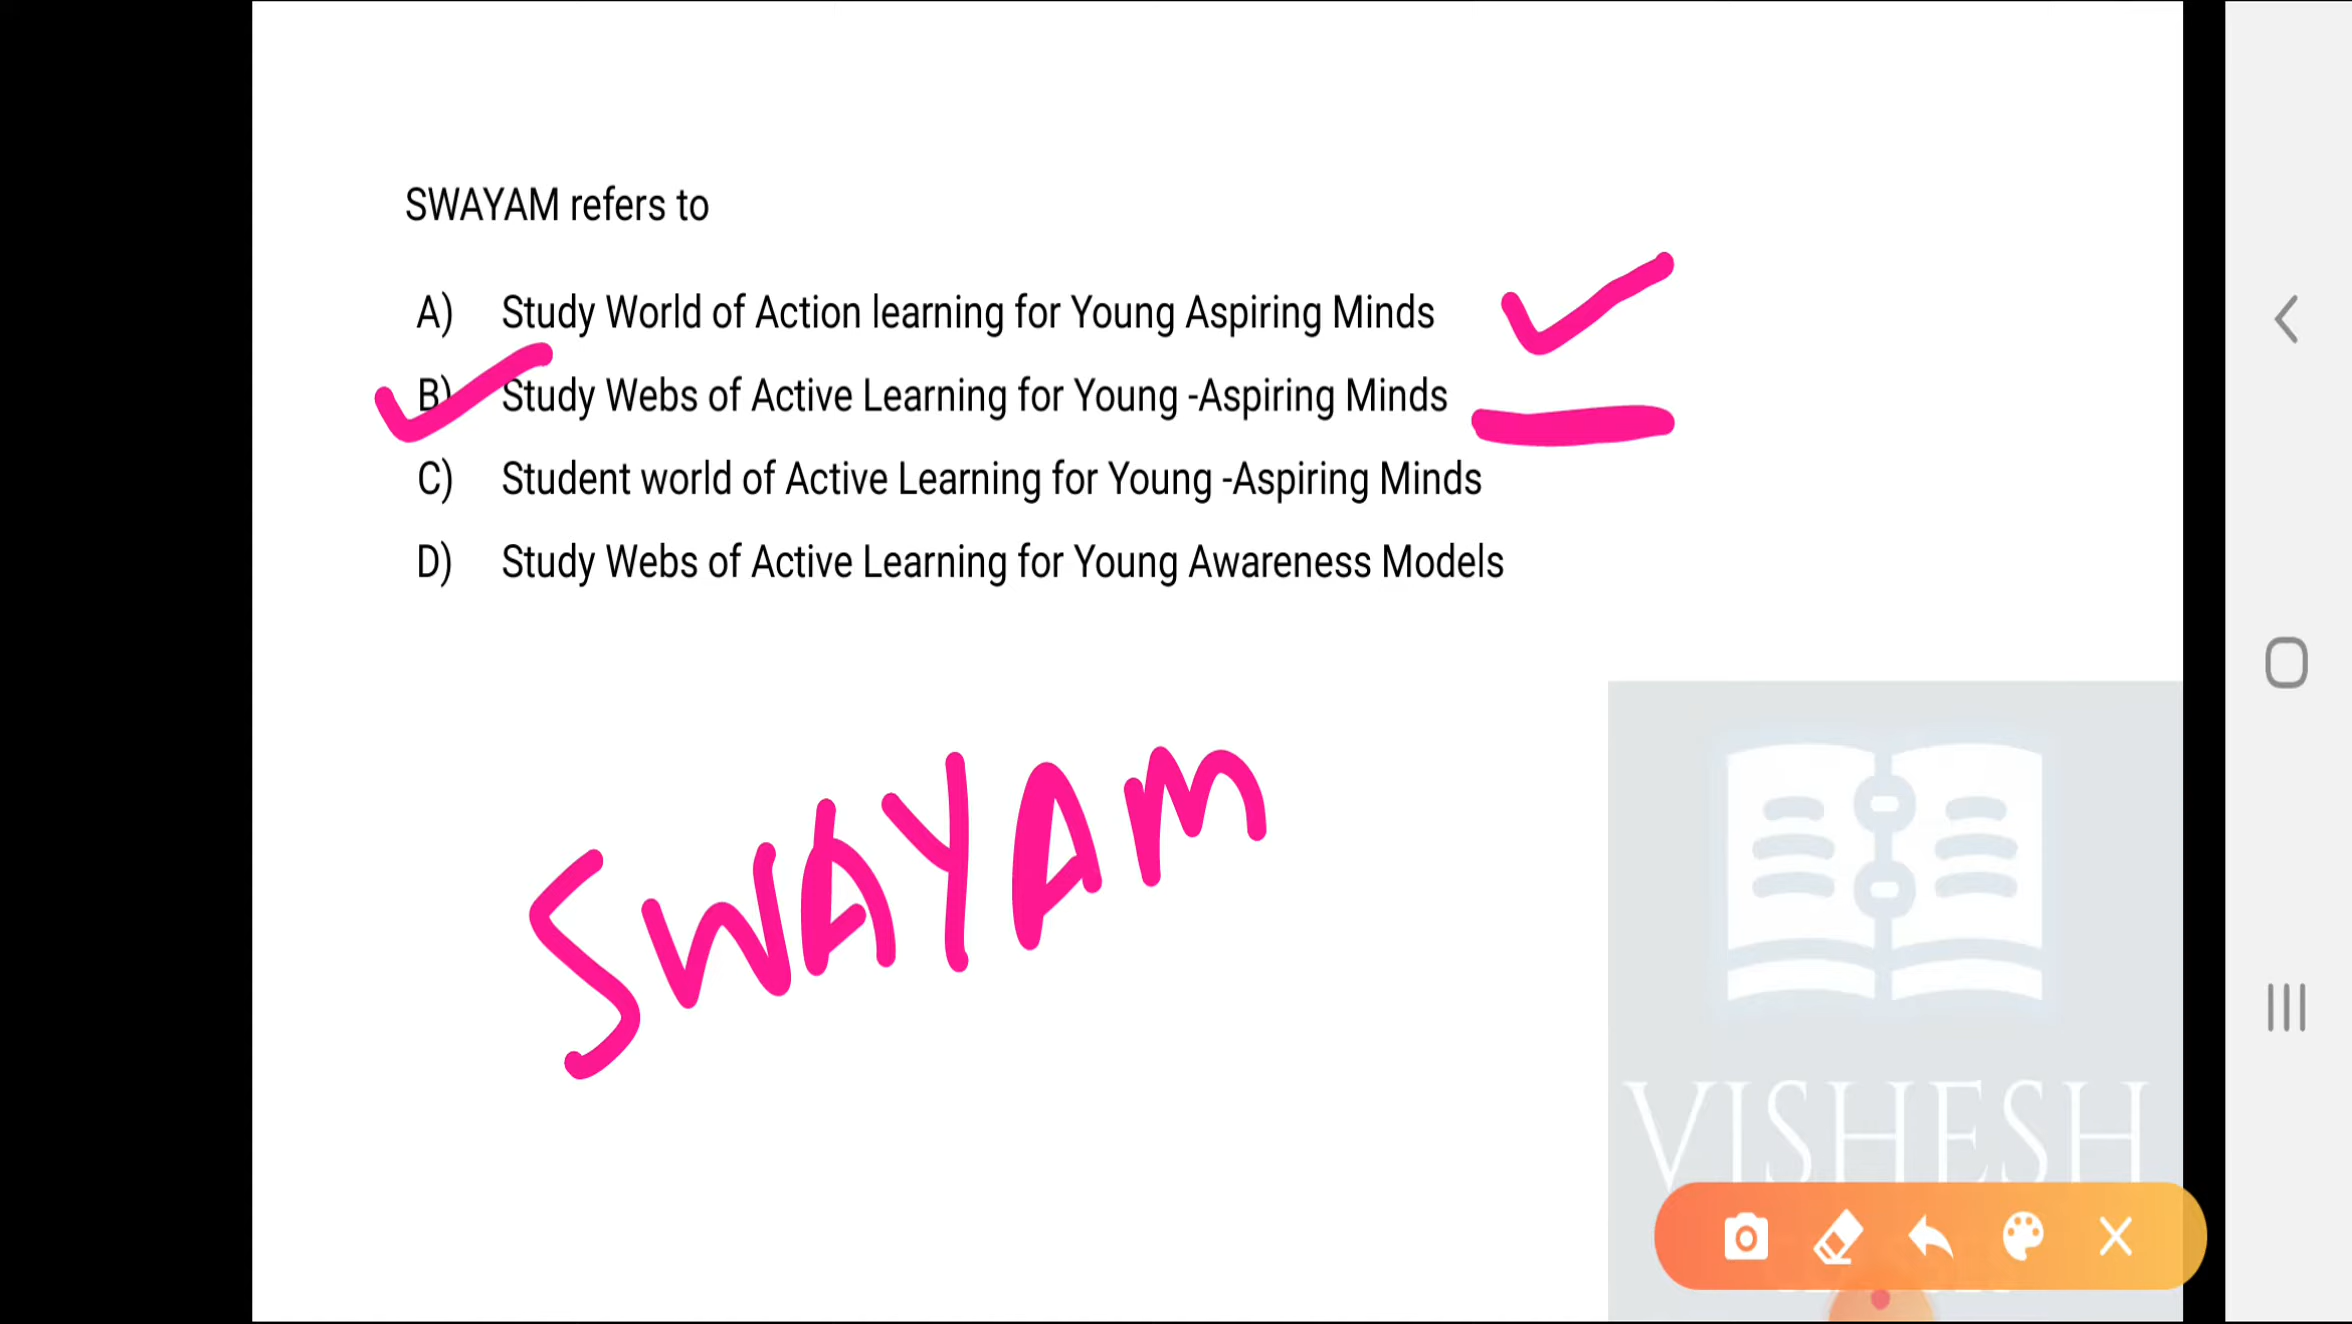 SWAYAM refers to
A) Study World of Action learning for Young Aspiring Minds
B) Study Webs of Active Learning for Young -Aspiring Minds
C) Student world of Active Learning for Young -Aspiring Minds
D) Study Webs of Active Learning for Young Awareness Models
SWAYAM
VISHESH